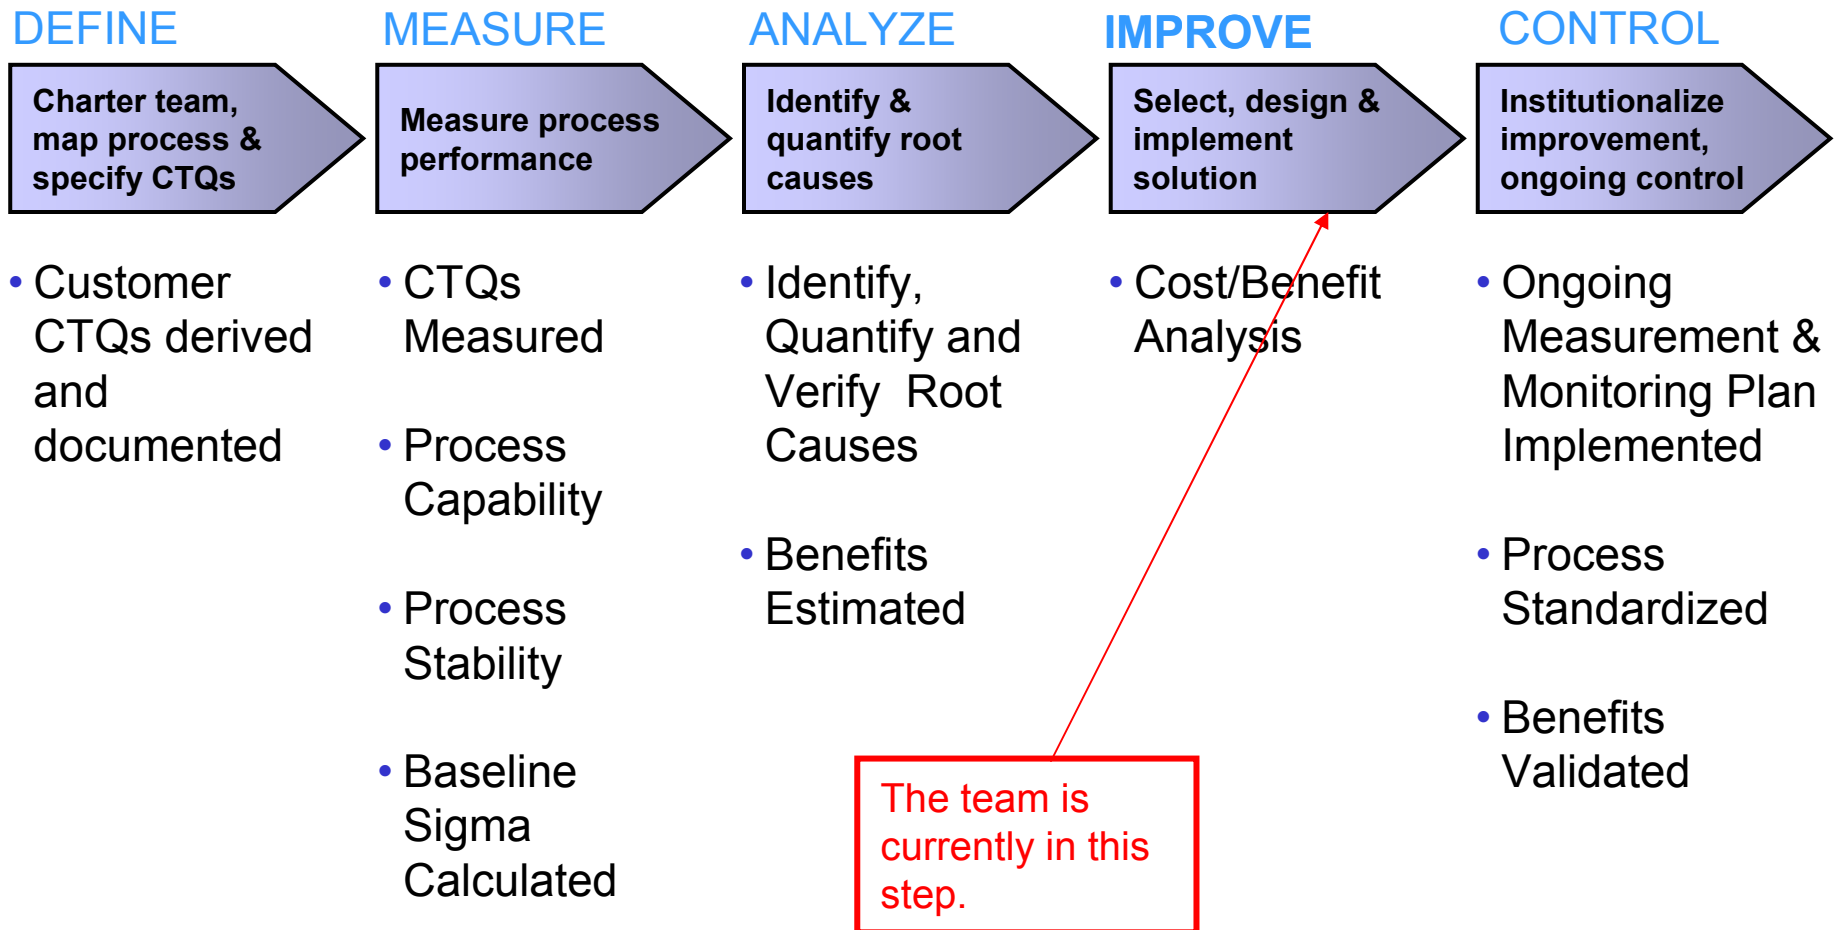 DEFINE
Charter team,
map process &
specify CTQs
• Customer
CTQs derived
and
documented
MEASURE
Measure process
performance
• CTQs
Measured
• Process
Capability
• Process
Stability
• Baseline
Sigma
Calculated
ANALYZE
Identify &
quantify root
causes
• Identify,
Quantify and
Verify Root
Causes
• Benefits
Estimated
IMPROVE
Select, design &
implement
solution
• Cost/Benefit
Analysis
The team is
currently in this
step.
CONTROL
Institutionalize
improvement,
ongoing control
• Ongoing
Measurement &
Monitoring Plan
Implemented
• Process
Standardized
• Benefits
Validated